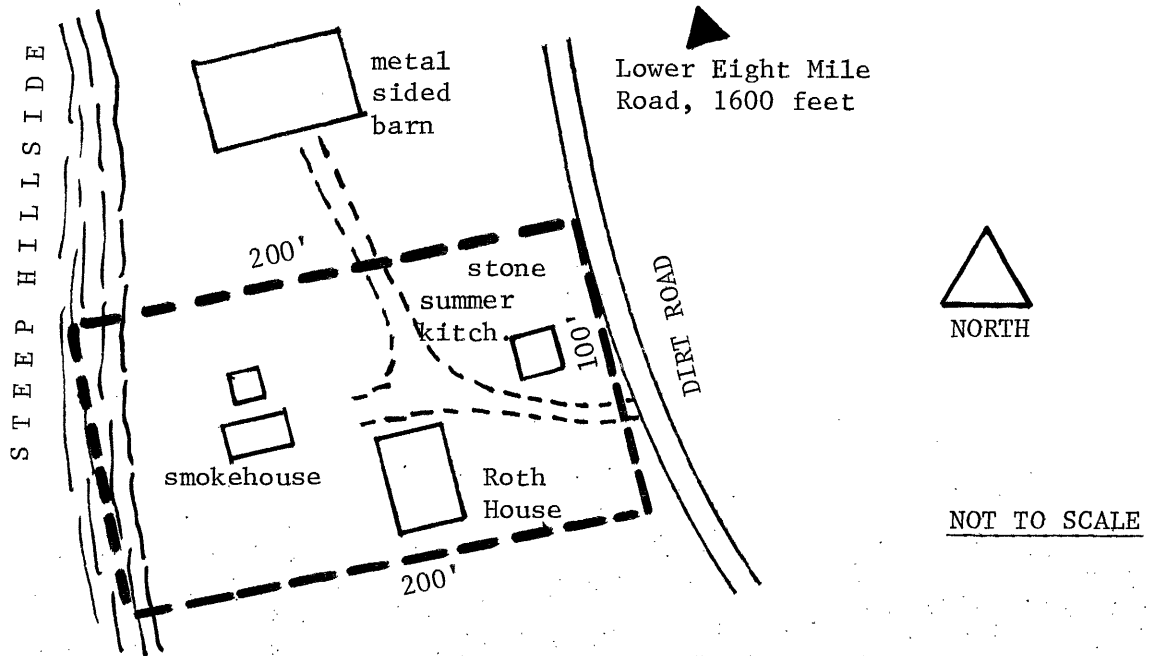 STEEP HILLSIDE
metal
sided
barn
Lower Eight Mile
Road, 1600 feet
200'
stone
summer
kitch.
100'
DIRT ROAD
NORTH
smokehouse
Roth
House
NOT TO SCALE
200'